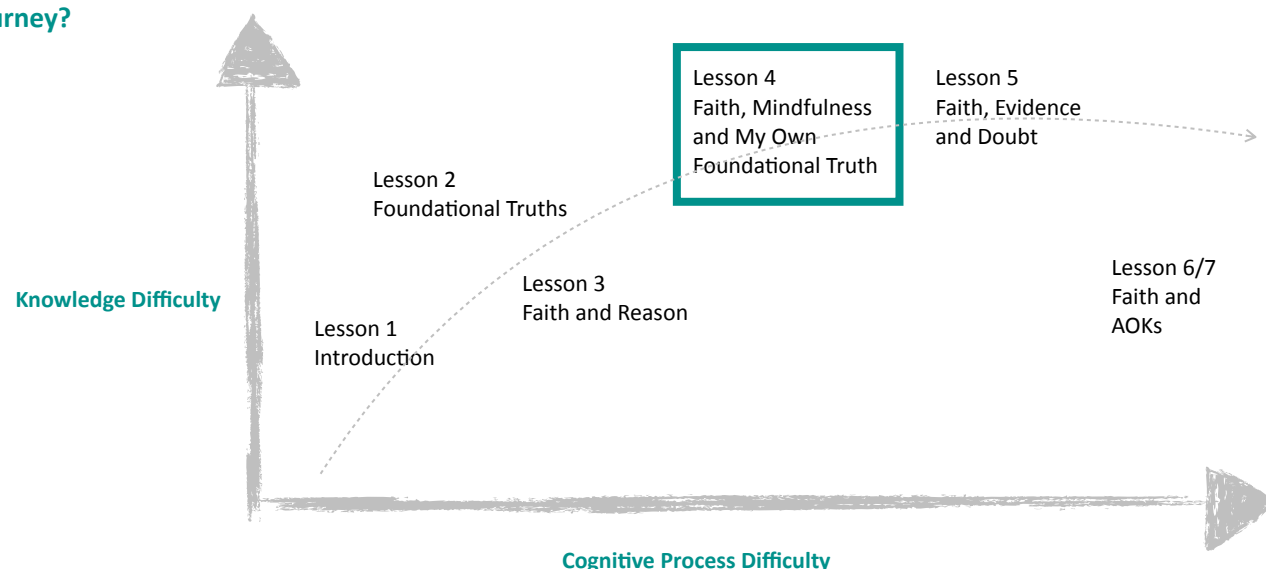 Lesson 4
Faith, Mindfulness
and My Own
Foundational Truth
Lesson 5
Faith, Evidence
and Doubt
Lesson 2
Foundational Truths
Lesson 3
Faith and Reason
Lesson 6/7
Faith and
AOKs
Knowledge Difficulty
Lesson 1
Introduction
Cognitive Process Difficulty